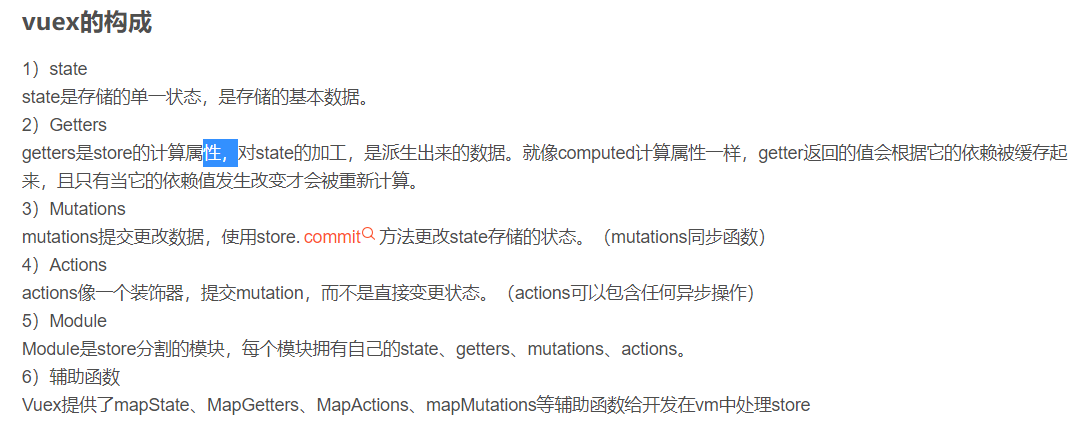 vuex的构成
1）state
state是存储的单一状态，是存储的基本数据。
2）Getters
getters是store的计算属性，对state的加工，是派生出来的数据。就像computed计算属性一样，getter返回的值会根据它的依赖被缓存起
来，且只有当它的依赖值发生改变才会被重新计算。
3）Mutations
mutations提交更改数据，使用store. commit 方法更改state存储的状态。（mutations同步函数）
4）Actions
actions像一个装饰器，提交mutation，而不是直接变更状态。（actions可以包含任何异步操作）
5）Module
Module是store分割的模块，每个模块拥有自己的state、getters、mutations、actions。
6）辅助函数
Vuex提供了mapState、MapGetters、MapActions、mapMutations等辅助函数给开发在vm中处理store